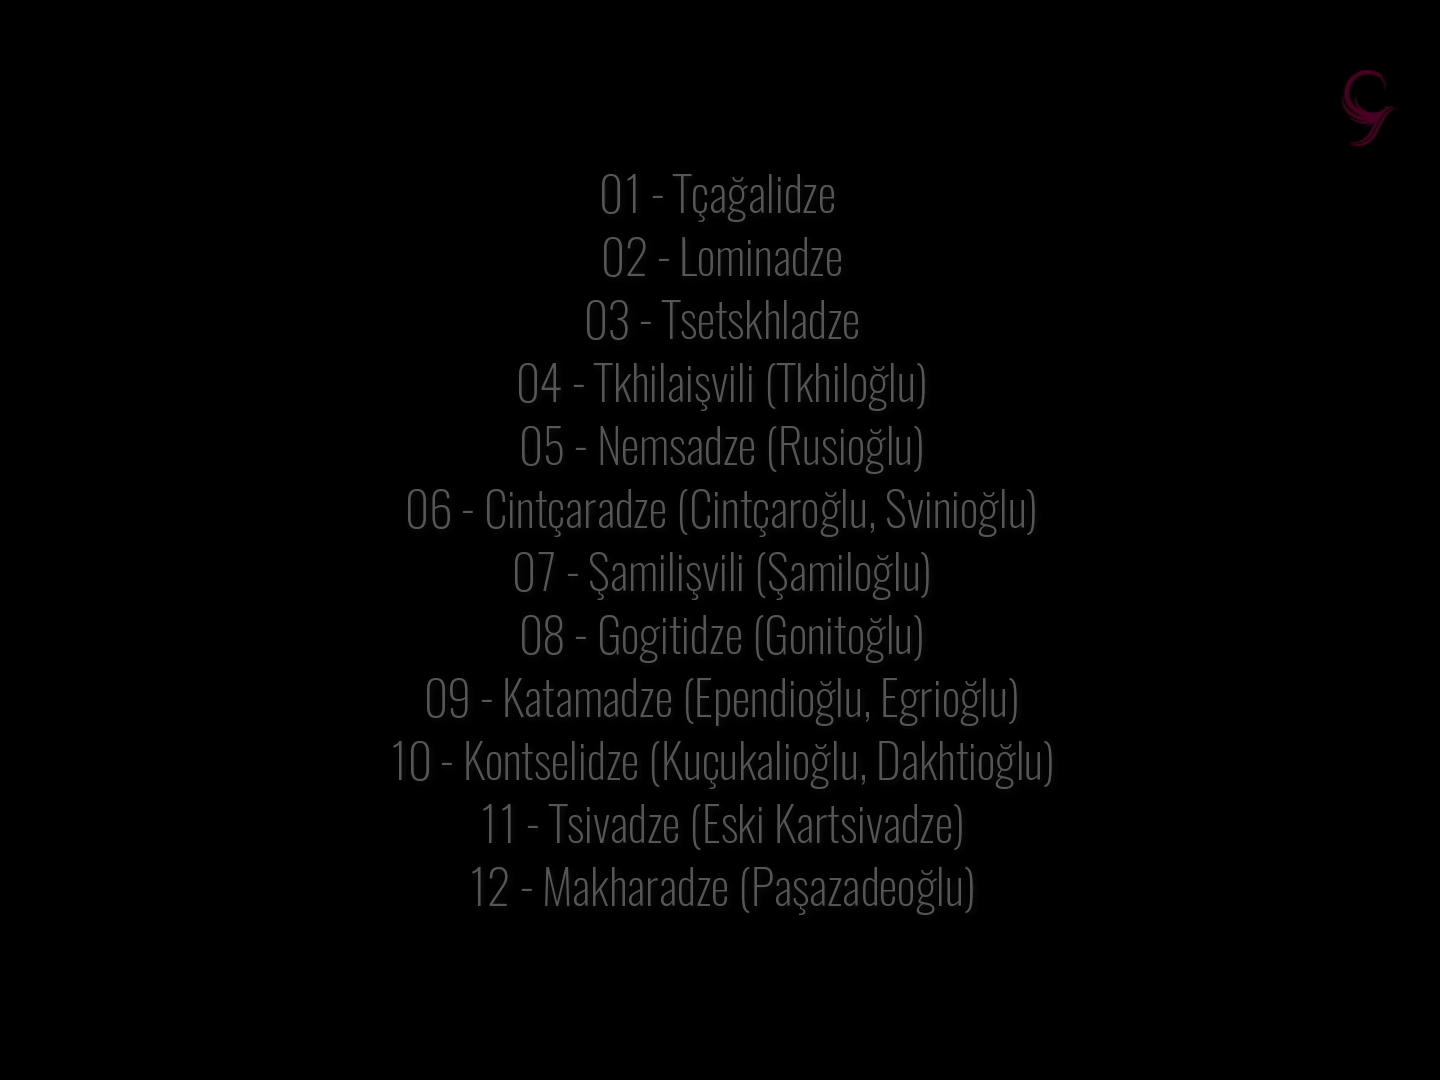 01 - Tçağalidze
02 - Lominadze
03 - Tsetskhladze
04 - Tkhilaişvili (Tkhiloğlu)
05 - Nemsadze (Rusioğlu)
06 - Cintçaradze (Cintçaroğlu, Svinioğlu)
07 - Şamilişvili (Şamiloğlu)
08 - Gogitidze (Gonitoğlu)
09 - Katamadze (Ependioğlu, Egrioğlu)
10 - Kontselidze (Kuçukalioğlu, Dakhtioğlu)
11 - Tsivadze (Eski Kartsivadze)
12 - Makharadze (Paşazadeoğlu)